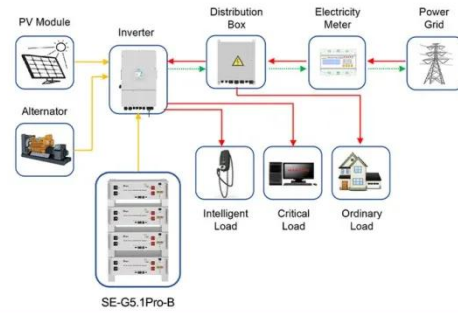 PV Module
Inverter
Distribution
Box
Electricity
Meter
Power
Grid
Alternator
Intelligent
Load
Critical
Load
Ordinary
Load
SE-G5.1Pro-B